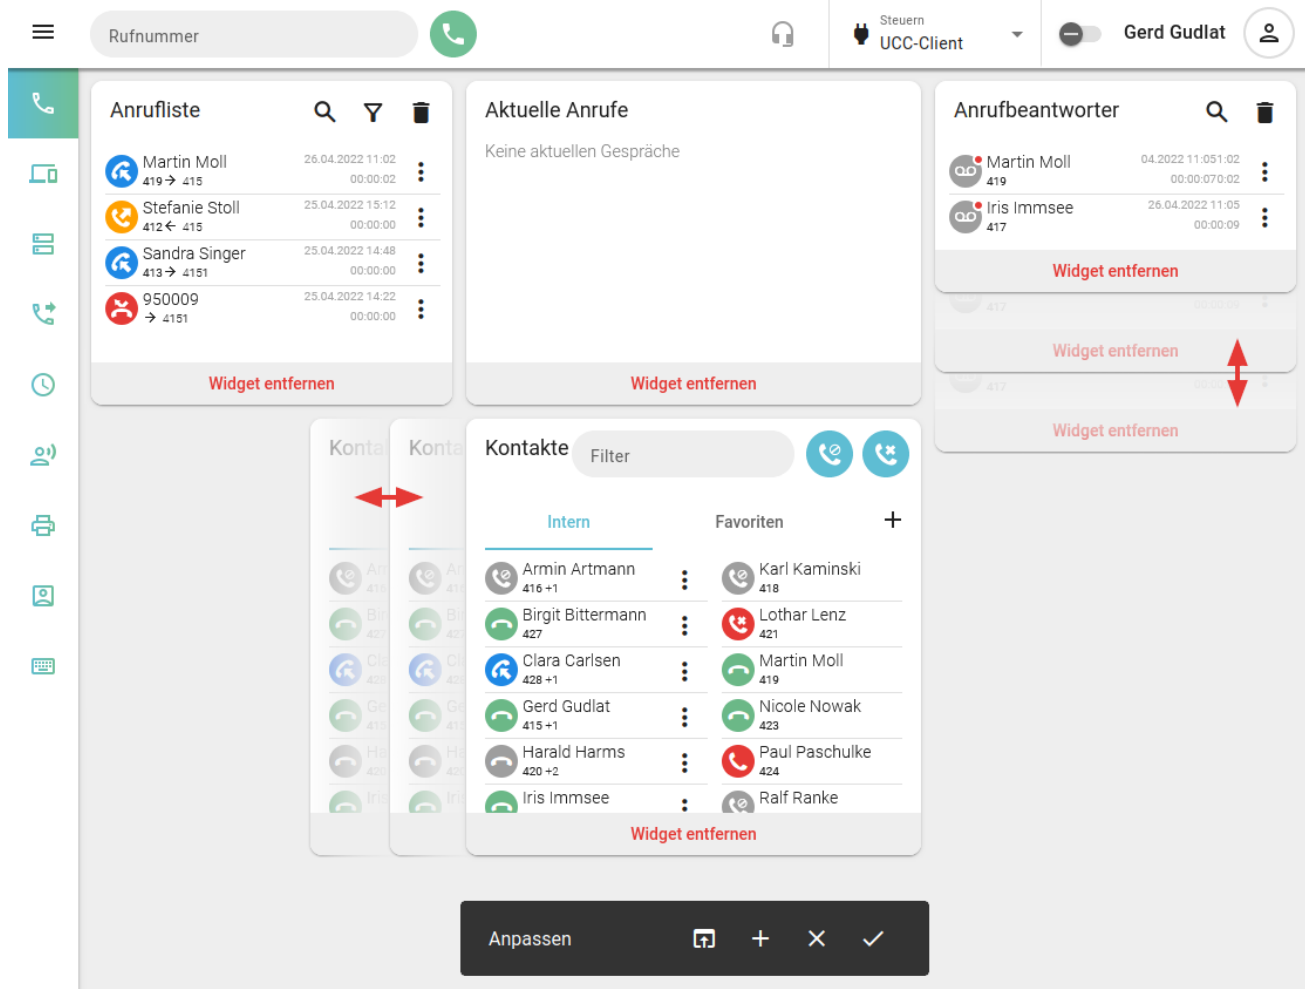 Rufnummer
Steuern
UCC-Client
Gerd Gudlat
Anrufliste
Martin Moll
26.04.2022 11:02
419 → 415
00:00:02
Stefanie Stoll
25.04.2022 15:12
412 ← 415
00:00:00
Sandra Singer
25.04.2022 14:48
413 → 4151
00:00:00
950009
25.04.2022 14:22
→ 4151
00:00:00
Widget entfernen
Aktuelle Anrufe
Keine aktuellen Gespräche
Widget entfernen
Anrufbeantworter
Martin Moll
04.2022 11:051:02
419
00:00:070:02
Iris Immsee
26.04.2022 11:05
417
00:00:09
Widget entfernen
417
Widget entfernen
417
Widget entfernen
Konta
Konta
Kontakte
Filter
Intern
Favoriten
Armin Artmann
416 +1
Birgit Bittermann
427
Clara Carlsen
428 +1
Gerd Gudlat
415 +1
Harald Harms
420 +2
Iris Immsee
Karl Kaminski
418
Lothar Lenz
421
Martin Moll
419
Nicole Nowak
423
Paul Paschulke
424
Ralf Ranke
Widget entfernen
Anpassen